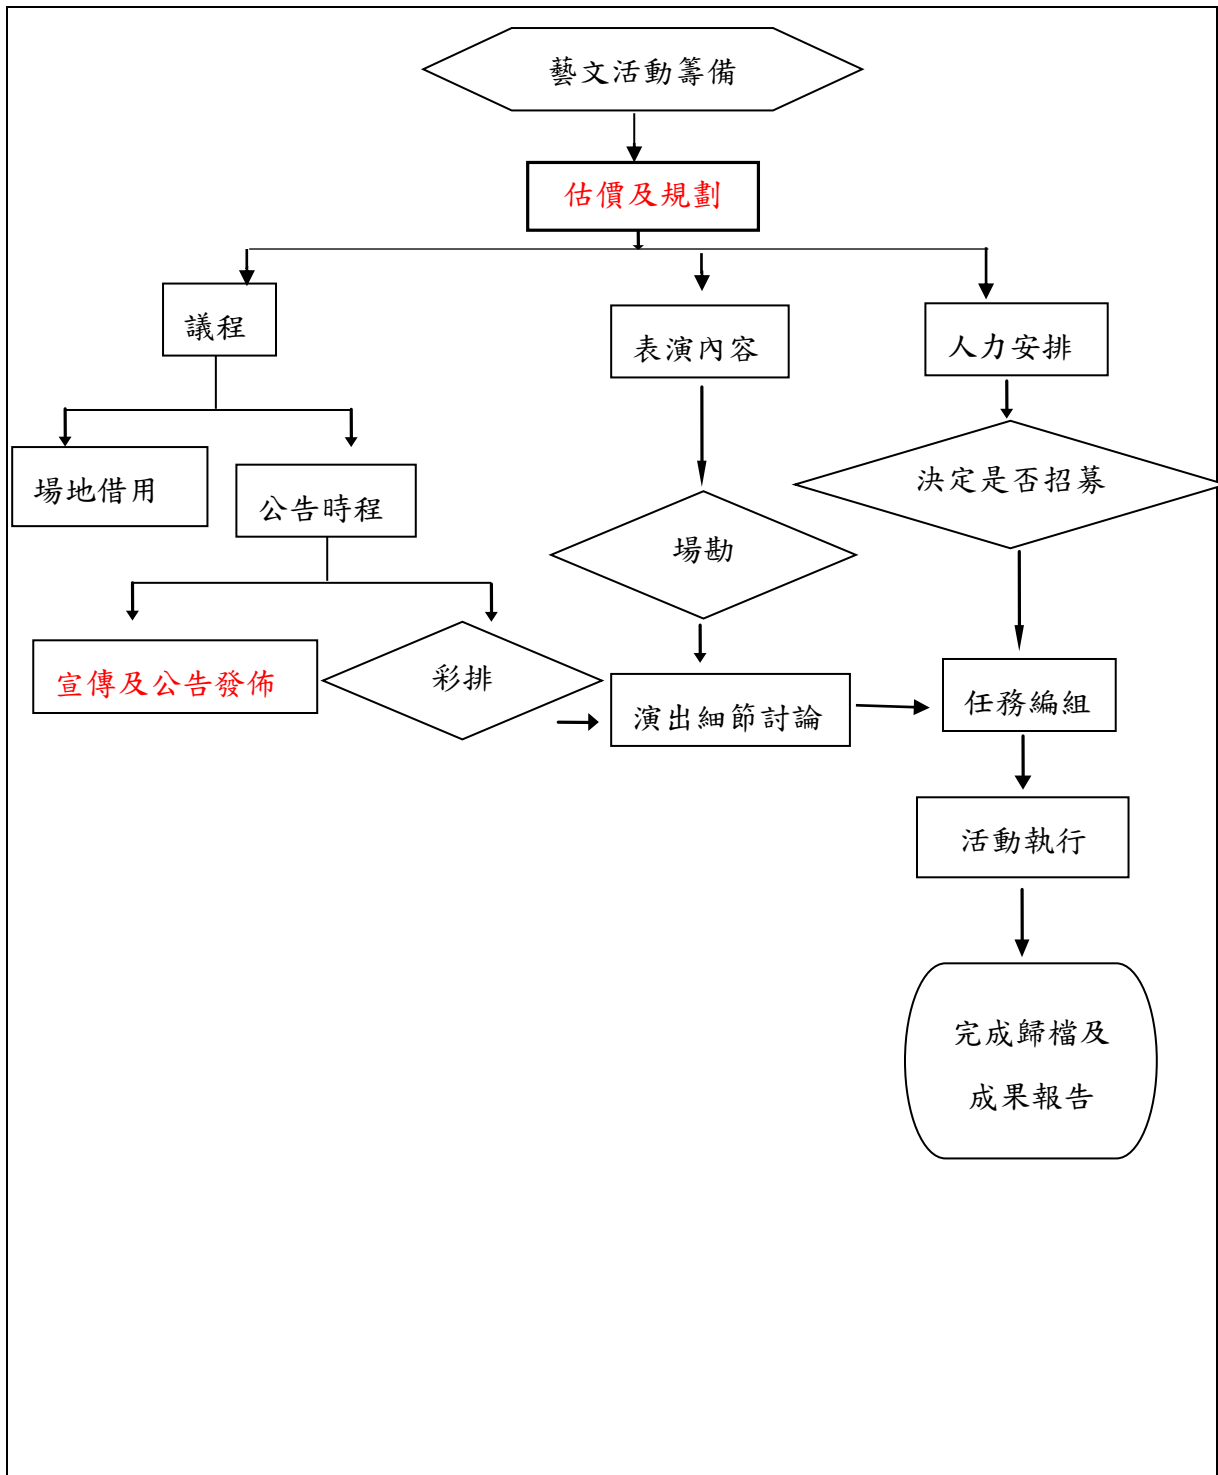 藝文活動籌備
估價及規劃
議程
表演內容
人力安排
場地借用
公告時程
場勘
決定是否招募
宣傳及公告發佈
彩排
演出細節討論
任務編組
活動執行
完成歸檔及
成果報告